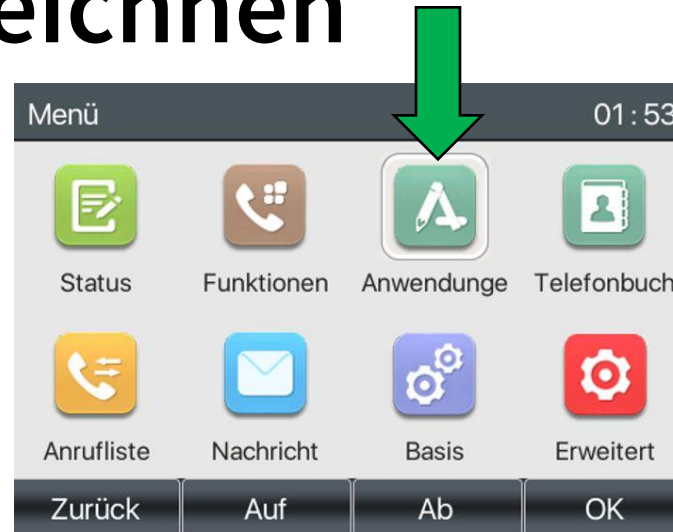 eichnen
Menü 01:53
Status Funktionen Anwendunge Telefonbuch
Anrufliste Nachricht Basis Erweitert
Zurück Auf Ab OK